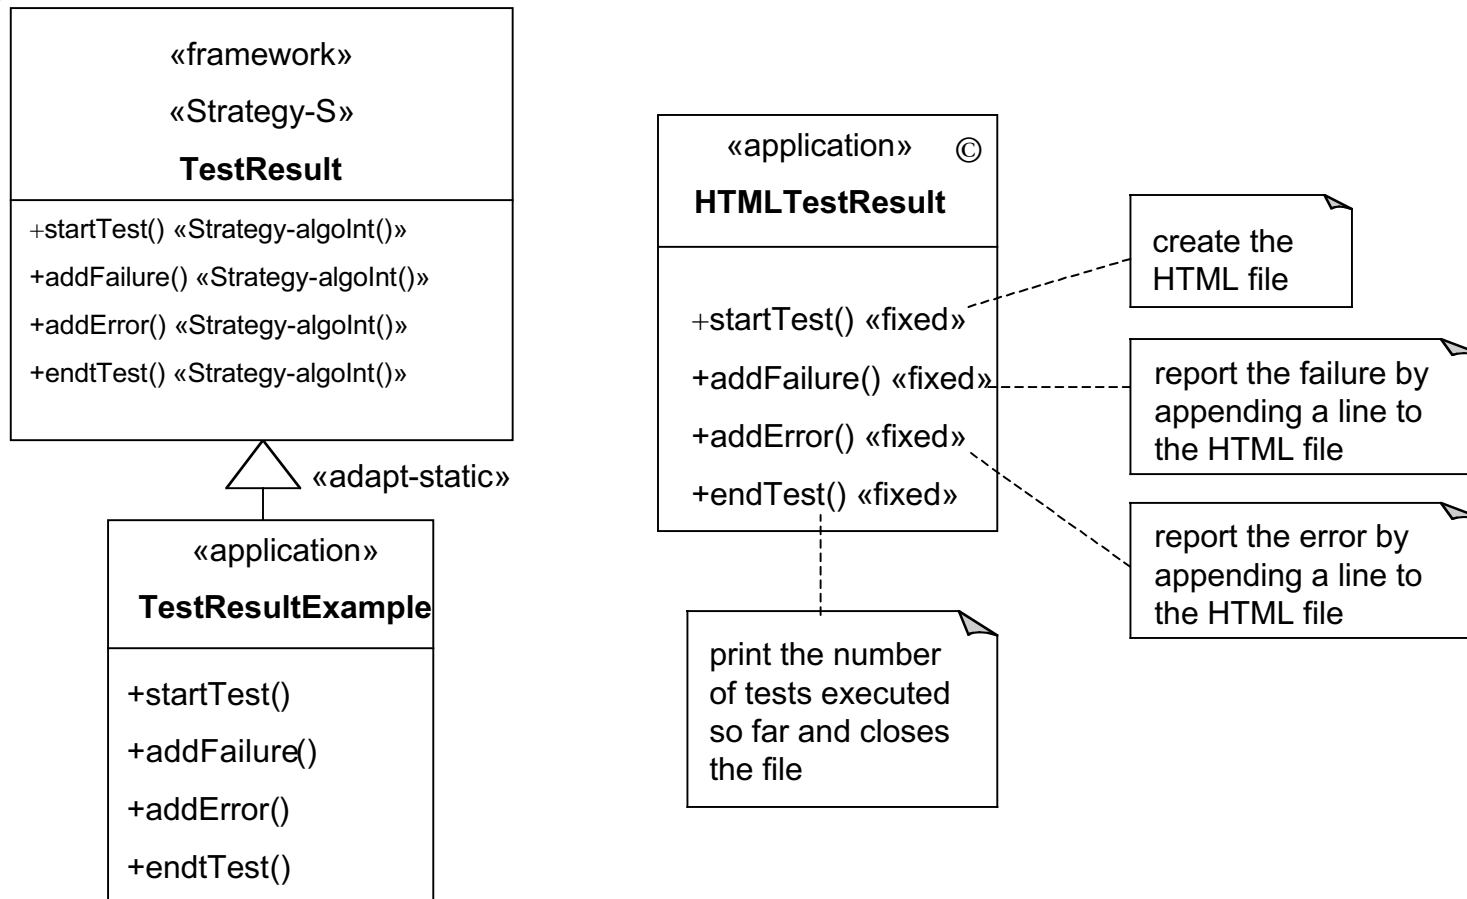 «framework»
«Strategy-S»
TestResult
+startTest() «Strategy-algoInt()»
+addFailure() «Strategy-algoInt()»
+addError() «Strategy-algoInt()»
+endtTest() «Strategy-algoInt()»
«adapt-static»
«application»
TestResultExample
+startTest()
+addFailure()
+addError()
+endtTest()
«application» ©
HTMLTestResult
+startTest() «fixed»
+addFailure() «fixed»
+addError() «fixed»
+endTest() «fixed»
create the
HTML file
report the failure by
appending a line to
the HTML file
report the error by
appending a line to
the HTML file
print the number
of tests executed
so far and closes
the file